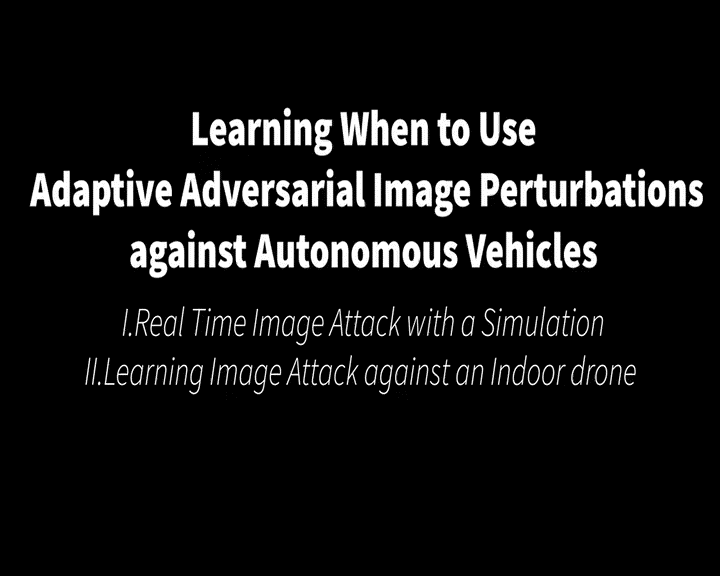 Learning When to Use
Adaptive Adversarial Image Perturbations
against Autonomous Vehicles
I.Real Time Image Attack with a Simulation
II.Learning Image Attack against an Indoor drone